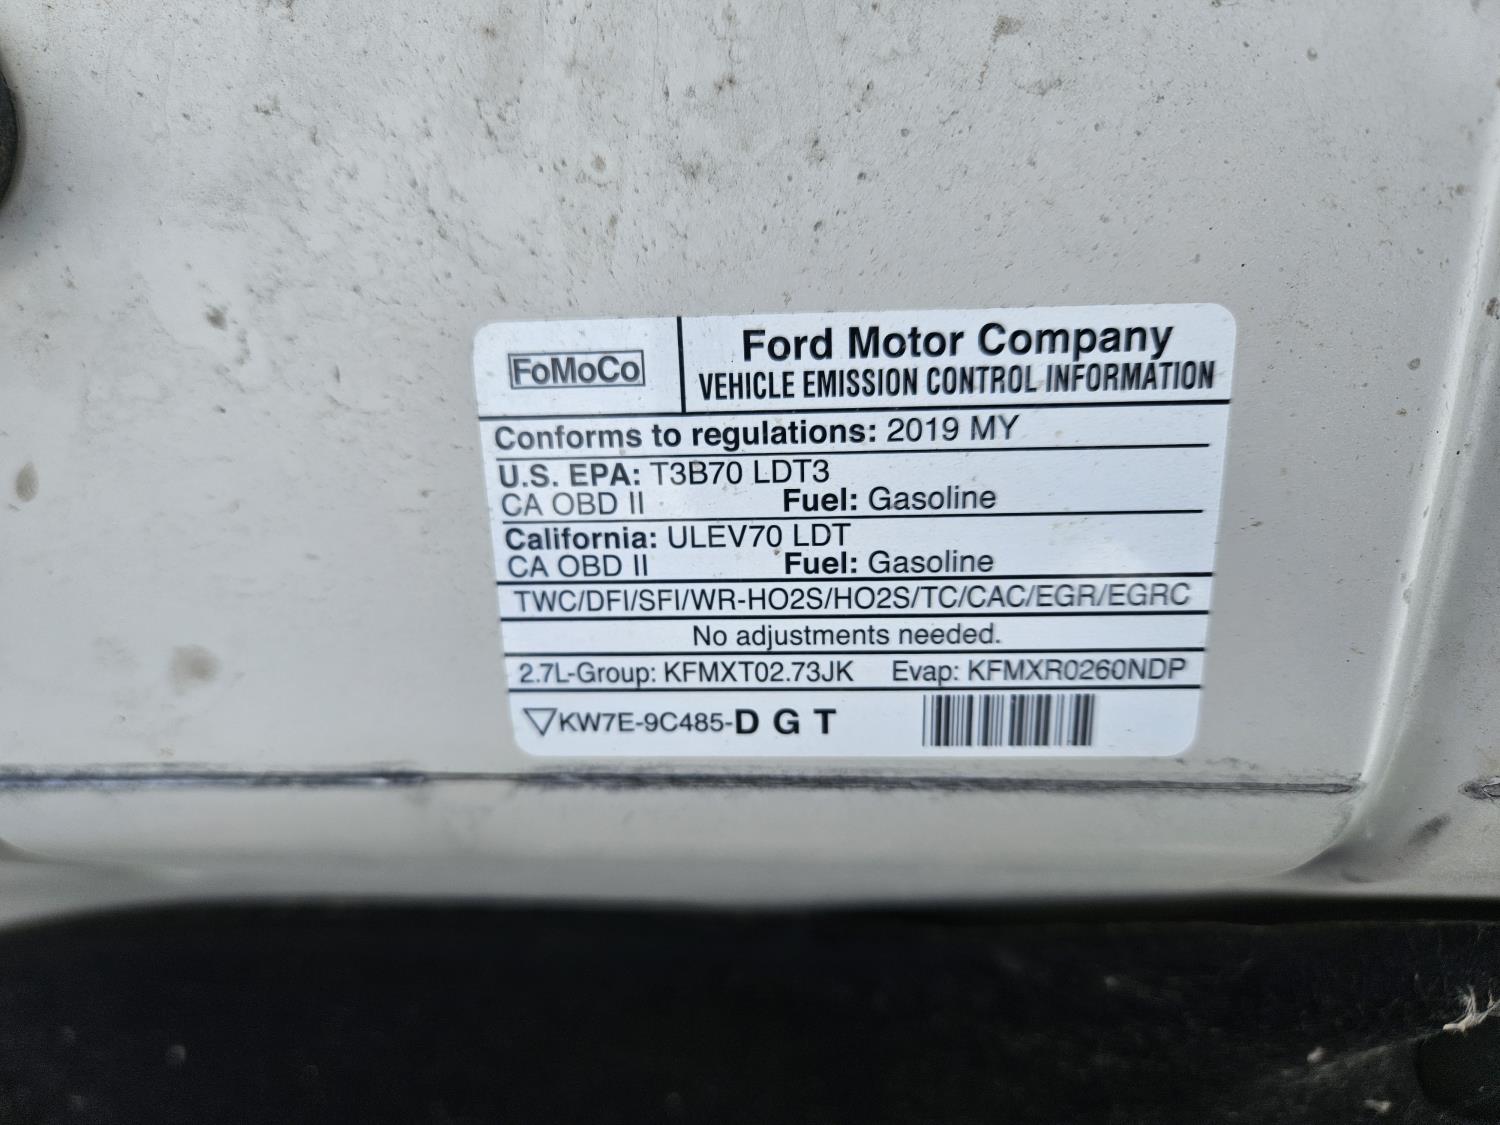 FoMoCo
Ford Motor Company
VEHICLE EMISSION CONTROL INFORMATION
Conforms to regulations: 2019 MY
U.S. EPA: T3B70 LDT3
CA OBD II Fuel: Gasoline
California: ULEV70 LDT
CA OBD II Fuel: Gasoline
TWC/DFI/SFI/WR-HO2S/HO2S/TC/CAC/EGR/EGRC
No adjustments needed.
2.7L-Group: KFMXT02.73JK Evap: KFMXR0260NDP
KW7E-9C485-D G T